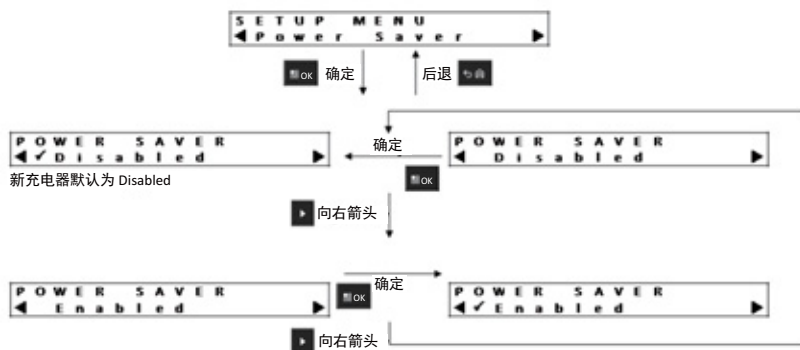 SETUP MENU
◀Power Saver ▶
OK 确定
后退
POWER SAVER
◀✓Disabled ▶
新充电器默认为 Disabled
确定
OK
POWER SAVER
◀ Disabled ▶
向右箭头
POWER SAVER
◀ Enabled ▶
OK
确定
POWER SAVER
◀✓Enabled ▶
向右箭头